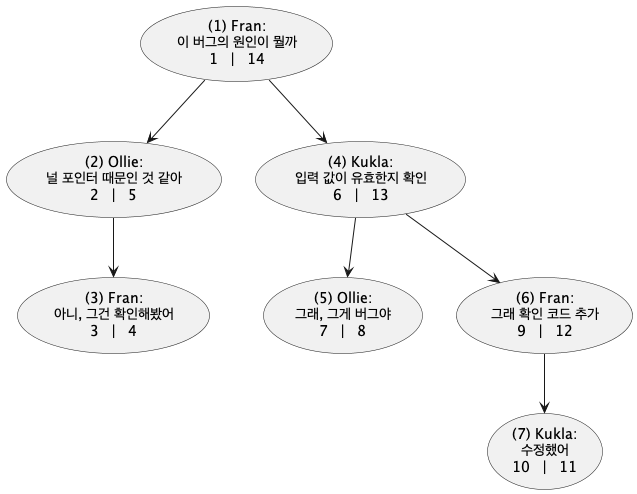 (1) Fran:
이 버그의 원인이 뭘까
1 | 14
(2) Ollie:
널 포인터 때문인 것 같아
2 | 5
(4) Kukla:
입력 값이 유효한지 확인
6 | 13
(3) Fran:
아니, 그건 확인해봤어
3 | 4
(5) Ollie:
그래, 그게 버그야
7 | 8
(6) Fran:
그래 확인 코드 추가
9 | 12
(7) Kukla:
수정했어
10 | 11